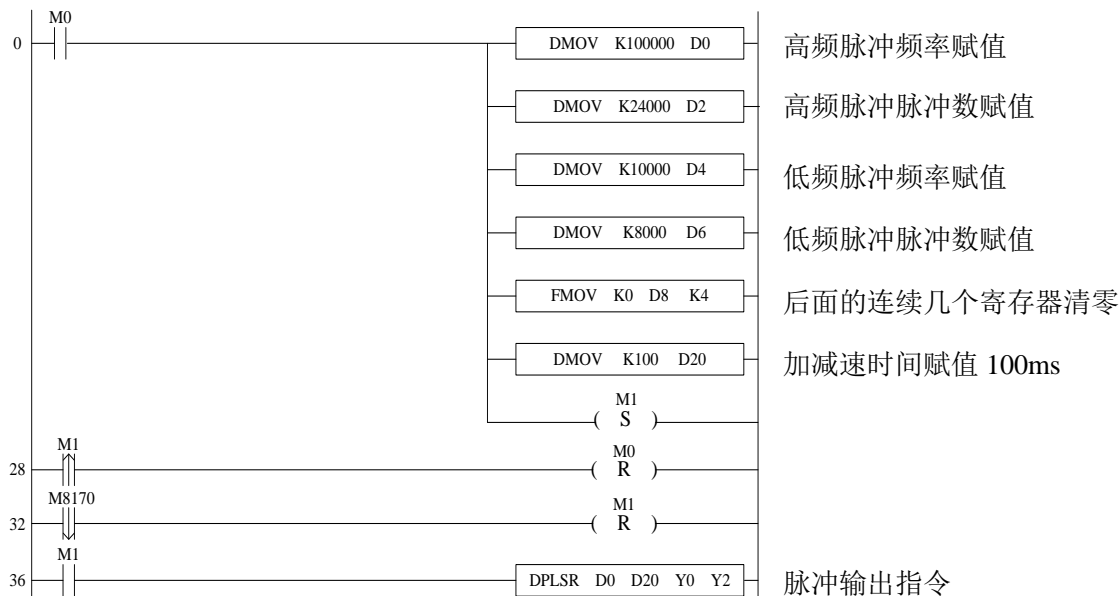 M0
0
DMOV K100000 D0
高频脉冲频率赋值
DMOV K24000 D2
高频脉冲脉冲数赋值
DMOV K10000 D4
低频脉冲频率赋值
DMOV K8000 D6
低频脉冲脉冲数赋值
FMOV K0 D8 K4
后面的连续几个寄存器清零
DMOV K100 D20
加减速时间赋值 100ms
M1
( S )
M1
M0
28
( R )
M8170
M1
32
( R )
M1
36
DPLSR D0 D20 Y0 Y2
脉冲输出指令